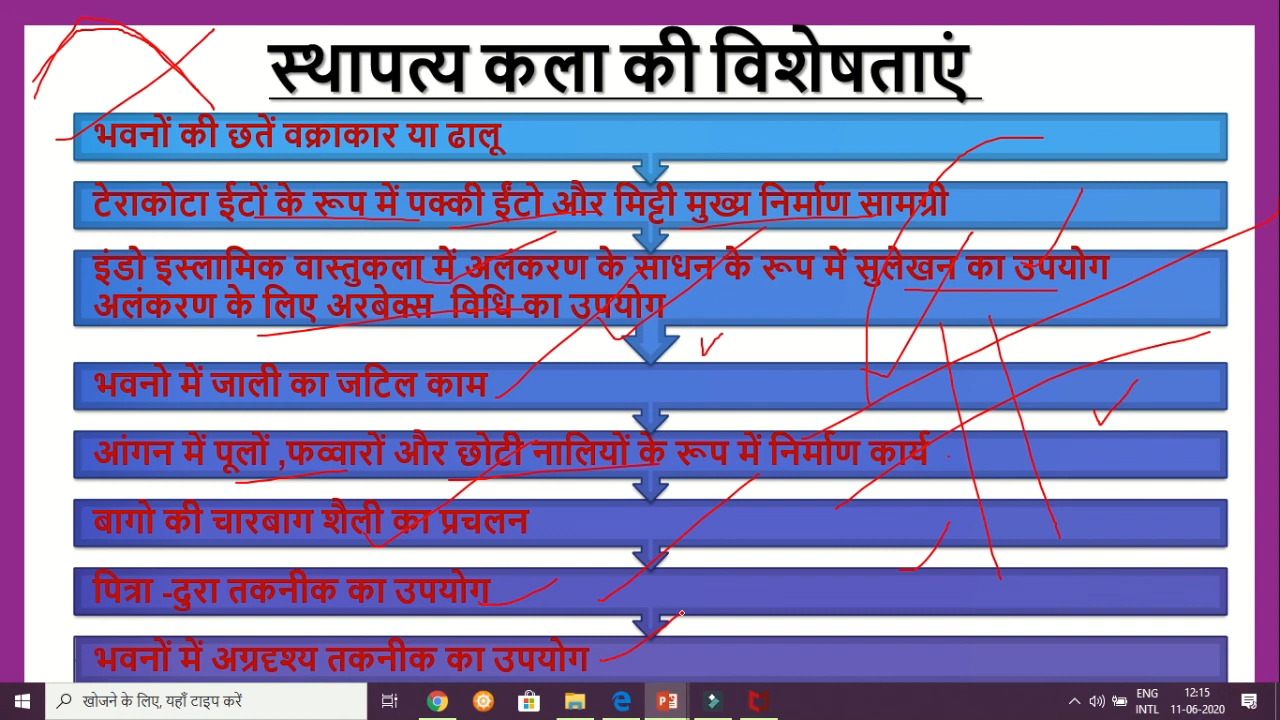 स्थापत्य कला की विशेषताएं
भवनों की छतें वक्राकार या ढालू
टेराकोटा ईटों के रूप में पक्की ईंटो और मिट्टी मुख्य निर्माण सामग्री
इंडो इस्लामिक वास्तुकला में अलंकरण के साधन के रूप में सुलेखन का उपयोग
अलंकरण के लिए अरबेक्स विधि का उपयोग
भवनो में जाली का जटिल काम
आंगन में पूलों ,फव्वारों और छोटी नालियों के रूप में निर्माण कार्य
बागो की चारबाग शैली का प्रचलन
पित्रा -दुरा तकनीक का उपयोग
भवनों में अग्रदृश्य तकनीक का उपयोग
खोजने के लिए, यहाँ टाइप करें
ENG
INTL
12:15
11-06-2020